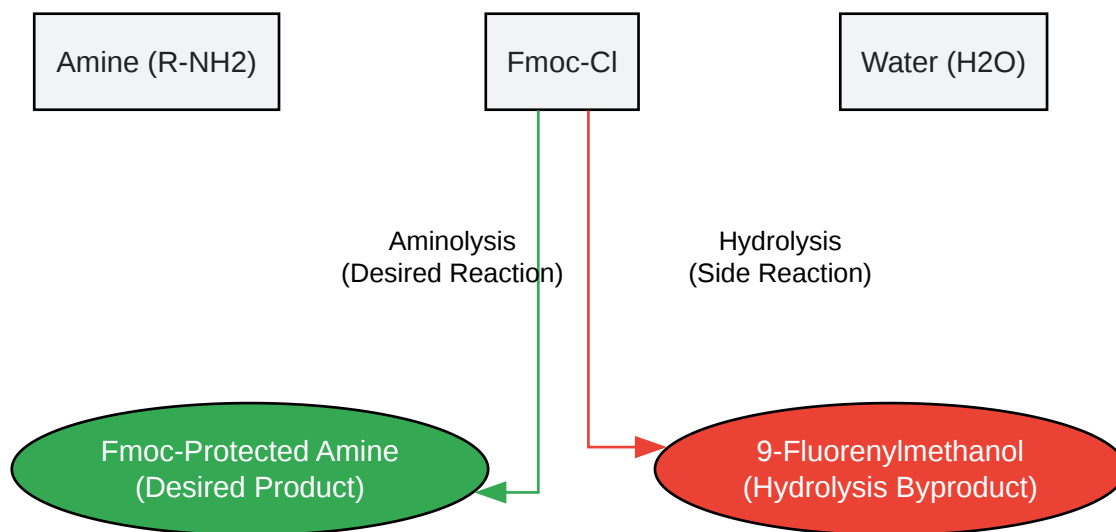 Amine (R-NH2)
Fmoc-Cl
Water (H2O)
Aminolysis
(Desired Reaction)
Hydrolysis
(Side Reaction)
Fmoc-Protected Amine
(Desired Product)
9-Fluorenylmethanol
(Hydrolysis Byproduct)